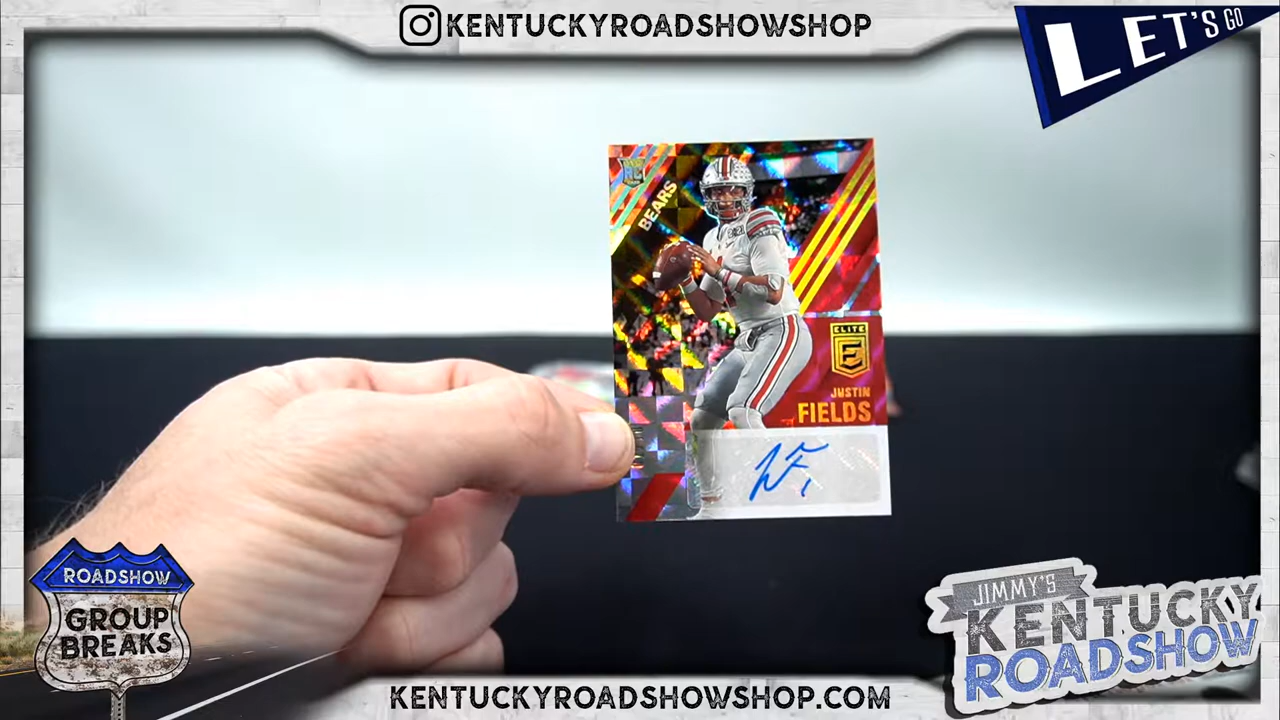 KENTUCKYROADSHOWSHOP
LET'S GO
RC
BEARS
ELITE
E
JUSTIN
FIELDS
ROADSHOW
GROUP
BREAKS
JIMMY'S
KENTUCKY
ROADSHOW
KENTUCKYROADSHOWSHOP.COM